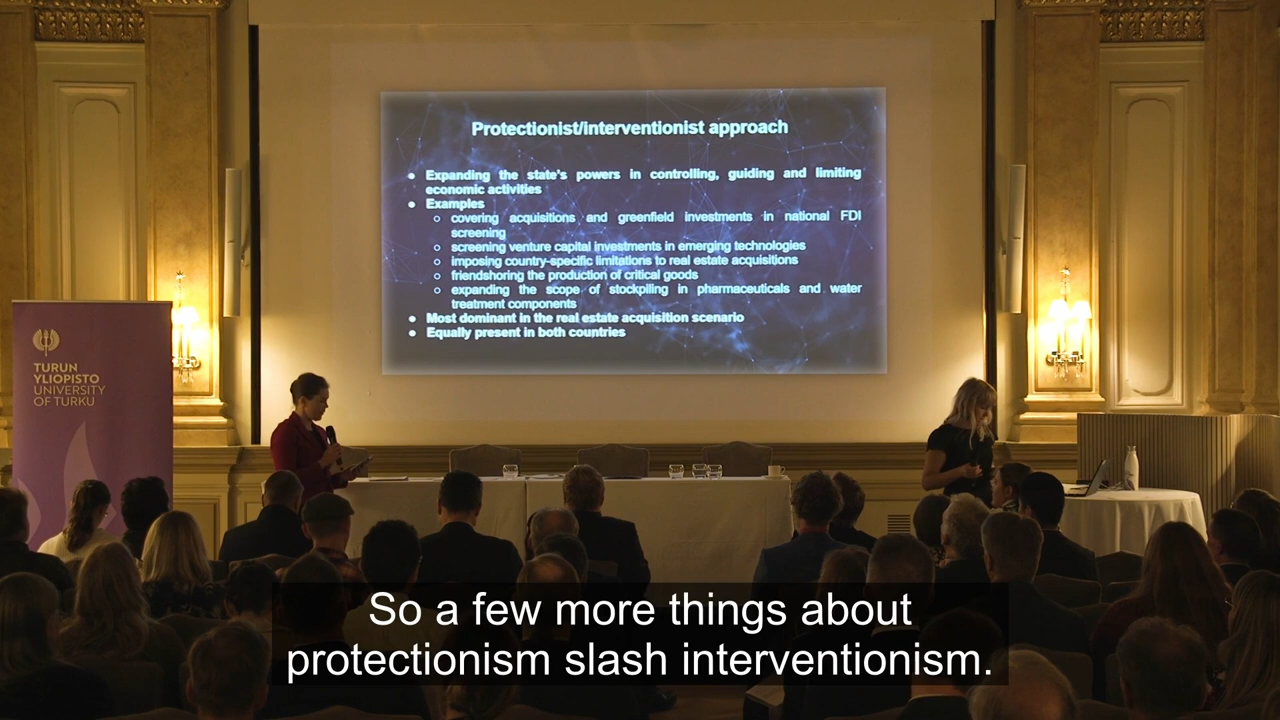 Protectionist/interventionist approach
● Expanding the state's powers in controlling, guiding and limiting
economic activities
● Examples
○ covering acquisitions and greenfield investments in national FDI
screening
○ screening venture capital investments in emerging technologies
○ imposing country-specific limitations to real estate acquisitions
○ friendshoring the production of critical goods
○ expanding the scope of stockpiling in pharmaceuticals and water
treatment components
● Most dominant in the real estate acquisition scenario
● Equally present in both countries
TURUN
YLIOPISTO
UNIVERSITY
OF TURKU
So a few more things about
protectionism slash interventionism.